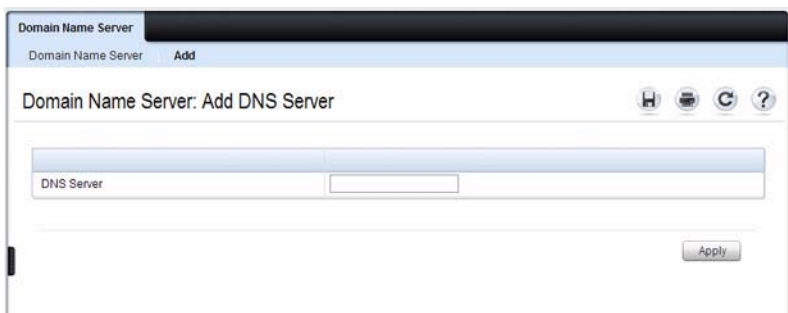 Domain Name Server
Domain Name Server Add
Domain Name Server: Add DNS Server
?
DNS Server
Apply